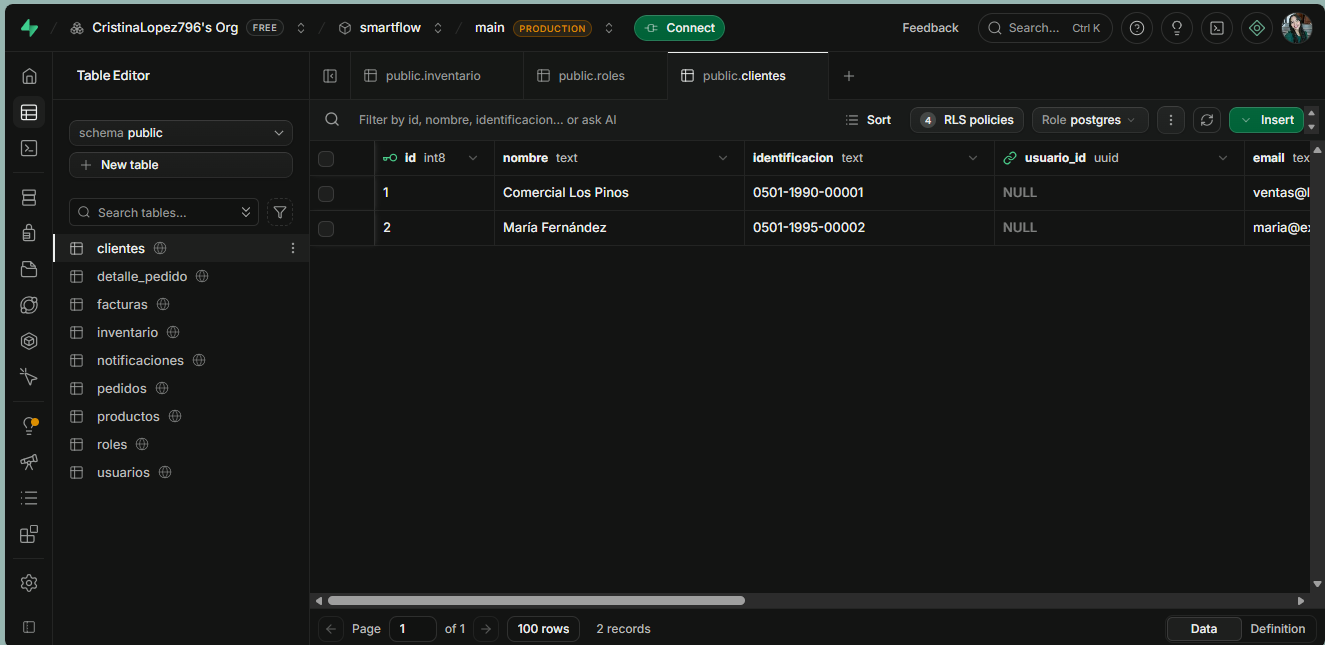 CristinaLopez796's Org FREE / smartflow / main PRODUCTION Connect Feedback Search... Ctrl K
Table Editor
public.inventario public.roles public.clientes
schema public
New table
Search tables...
clientes
detalle_pedido
facturas
inventario
notificaciones
pedidos
productos
roles
usuarios
Filter by id, nombre, identificacion... or ask AI Sort 4 RLS policies Role postgres Insert
id int8 nombre text identificacion text usuario_id uuid email tex
1 Comercial Los Pinos 0501-1990-00001 NULL ventas@l
2 María Fernández 0501-1995-00002 NULL maria@ex
Page 1 of 1 100 rows 2 records Data Definition